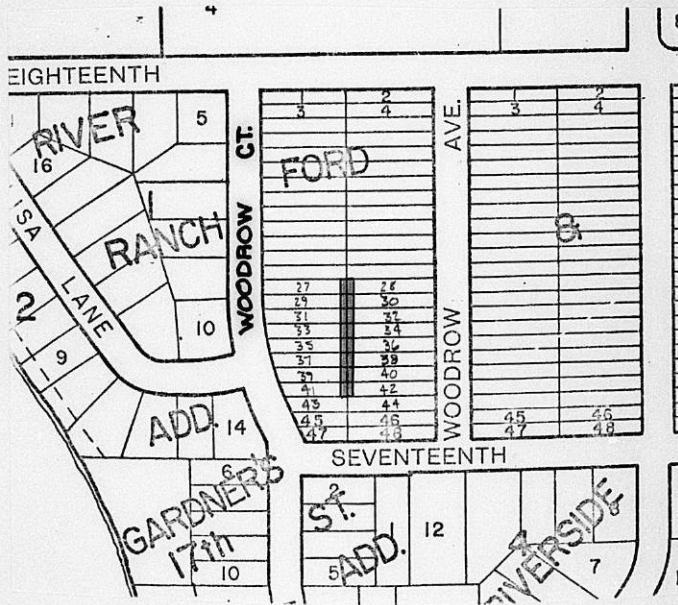 4
EIGHTEENTH
RIVER
5
16
1
RANCH
ISA
LANE
2
9
10
ADD.
14
WOODROW CT.
2
3 4
FORD
27 28
29 30
31 32
33 34
35 36
37 38
39 40
41 42
43 44
45 46
47 48
WOODROW AVE.
2
3 4
&
45 46
47 48
SEVENTEENTH
GARDNER'S
17th
6
10
ST.
ADD.
2
5
1
12
4
RIVERSIDE
8
7